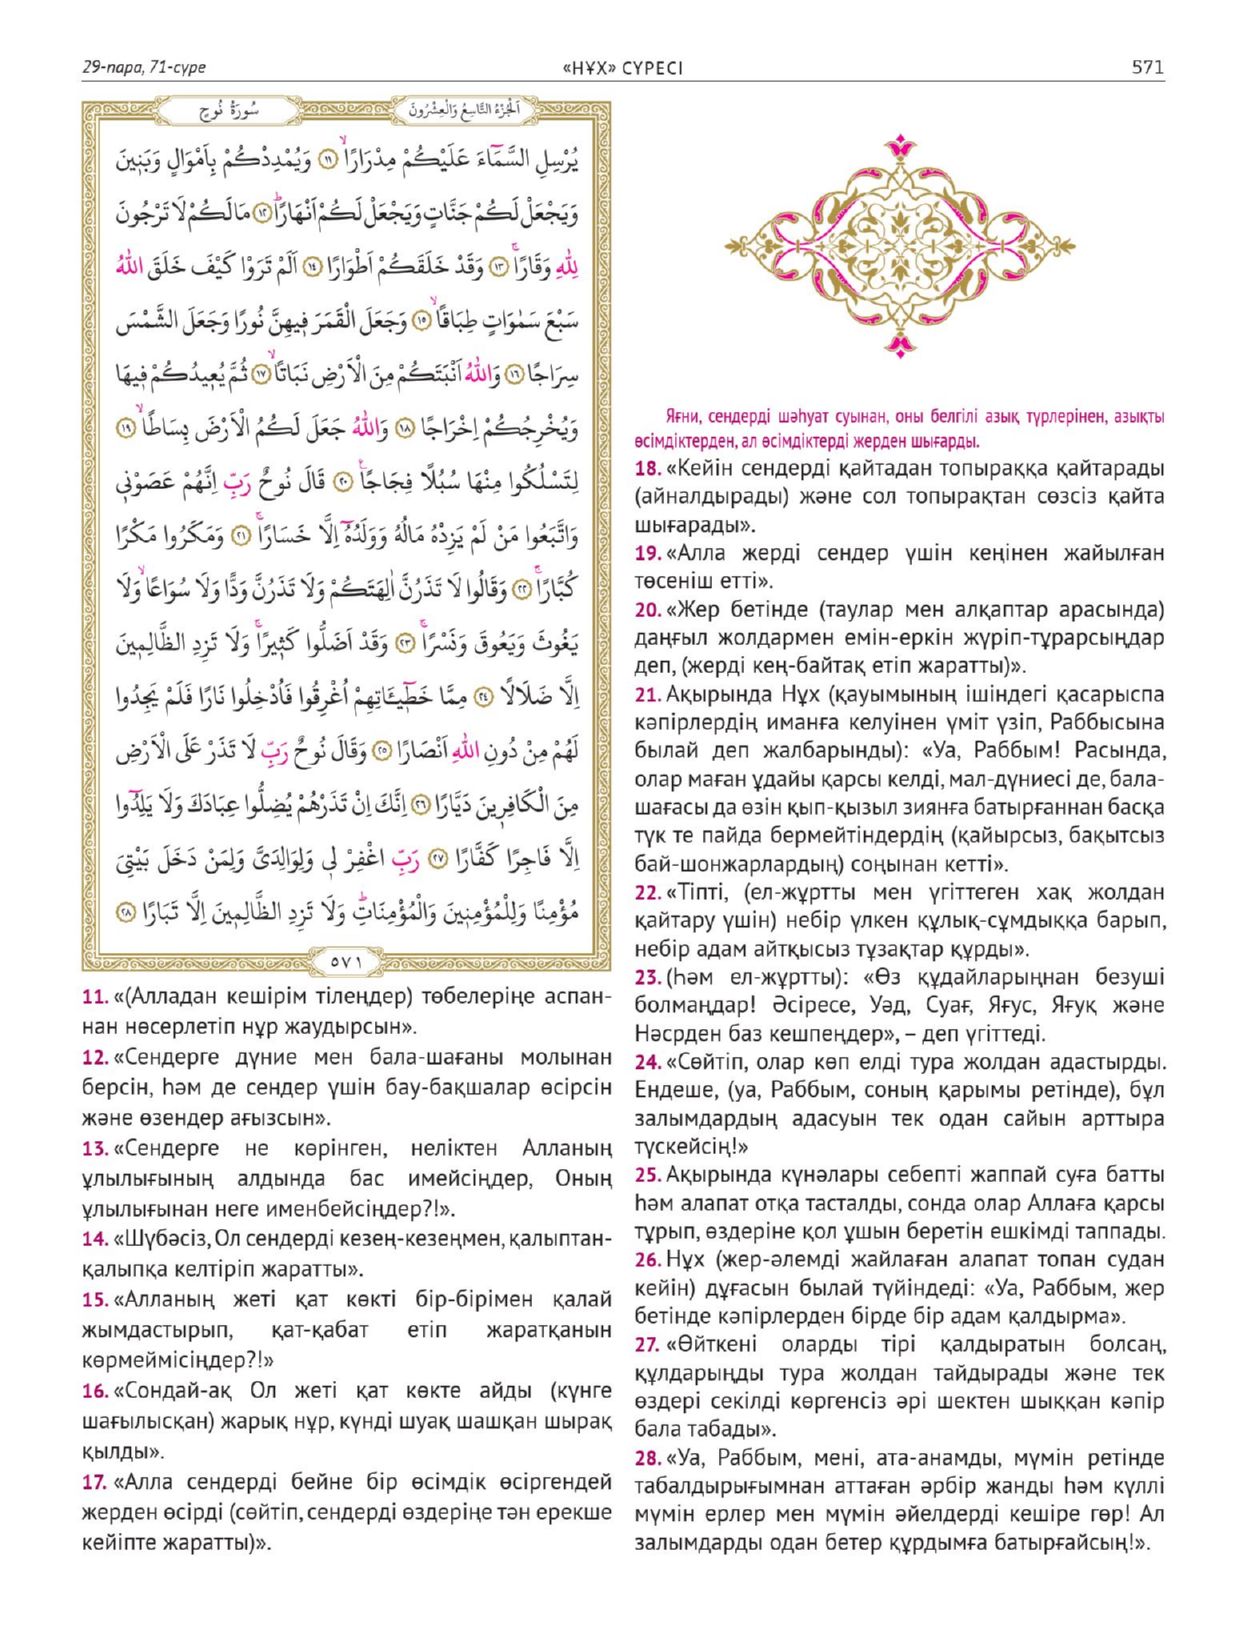 29-пара, 71-сүре
«НҰХ» СҮРЕСІ
571
سُورَةُ نُوحٍ
اَلْجُزْءُ التَّاسِعُ وَالْعِشْرُونَ
يُرْسِلِ السَّمَٓاءَ عَلَيْكُمْ مِدْرَارًاۙ ﴿١١﴾ وَيُمْدِدْكُمْ بِاَمْوَالٍ وَبَنٖينَ
وَيَجْعَلْ لَكُمْ جَنَّاتٍ وَيَجْعَلْ لَكُمْ اَنْهَارًاؕ ﴿١٢﴾ مَا لَكُمْ لَا تَرْجُونَ
لِلّٰهِ وَقَارًاۚ ﴿١٣﴾ وَقَدْ خَلَقَكُمْ اَطْوَارًا ﴿١٤﴾ اَلَمْ تَرَوْا كَيْفَ خَلَقَ اللّٰهُ
سَبْعَ سَمٰوَاتٍ طِبَاقًاۙ ﴿١٥﴾ وَجَعَلَ الْقَمَرَ فٖيهِنَّ نُورًا وَجَعَلَ الشَّمْسَ
سِرَاجًا ﴿١٦﴾ وَاللّٰهُ اَنْبَتَكُمْ مِنَ الْاَرْضِ نَبَاتًاۙ ﴿١٧﴾ ثُمَّ يُعٖيدُكُمْ فٖيهَا
وَيُخْرِجُكُمْ اِخْرَاجًا ﴿١٨﴾ وَاللّٰهُ جَعَلَ لَكُمُ الْاَرْضَ بِسَاطًاۙ ﴿١٩﴾
لِتَسْلُكُوا مِنْهَا سُبُلًا فِجَاجًاۚ ﴿٢٠﴾ قَالَ نُوحٌ رَبِّ اِنَّهُمْ عَصَوْنٖي
وَاتَّبَعُوا مَنْ لَمْ يَزِدْهُ مَالُهُ وَوَلَدُهُٓ اِلَّا خَسَارًاۚ ﴿٢١﴾ وَمَكَرُوا مَكْرًا
كُبَّارًاۚ ﴿٢٢﴾ وَقَالُوا لَا تَذَرُنَّ اٰلِهَتَكُمْ وَلَا تَذَرُنَّ وَدًّا وَلَا سُوَاعًاۙ وَلَا
يَغُوثَ وَيَعُوقَ وَنَسْرًاۚ ﴿٢٣﴾ وَقَدْ اَضَلُّوا كَثٖيرًاۚ وَلَا تَزِدِ الظَّالِمٖينَ
اِلَّا ضَلَالًا ﴿٢٤﴾ مِمَّا خَطٖٓيـَٔاتِهِمْ اُغْرِقُوا فَاُدْخِلُوا نَارًا فَلَمْ يَجِدُوا
لَهُمْ مِنْ دُونِ اللّٰهِ اَنْصَارًا ﴿٢٥﴾ وَقَالَ نُوحٌ رَبِّ لَا تَذَرْ عَلَى الْاَرْضِ
مِنَ الْكَافِرٖينَ دَيَّارًا ﴿٢٦﴾ اِنَّكَ اِنْ تَذَرْهُمْ يُضِلُّوا عِبَادَكَ وَلَا يَلِدُٓوا
اِلَّا فَاجِرًا كَفَّارًا ﴿٢٧﴾ رَبِّ اغْفِرْ لٖي وَلِوَالِدَيَّ وَلِمَنْ دَخَلَ بَيْتِيَ
مُؤْمِنًا وَلِلْمُؤْمِنٖينَ وَالْمُؤْمِنَاتِؕ وَلَا تَزِدِ الظَّالِمٖينَ اِلَّا تَبَارًا ﴿٢٨﴾
٥٧١
11. «(Алладан кешірім тілеңдер) төбелеріңе аспан-
нан нөсерлетіп нұр жаудырсын».
12. «Сендерге дүние мен бала-шағаны молынан
берсін, һәм де сендер үшін бау-бақшалар өсірсін
және өзендер ағызсын».
13. «Сендерге не көрінген, неліктен Алланың
ұлылығының алдында бас имейсіңдер, Оның
ұлылығынан неге именбейсіңдер?!».
14. «Шүбәсіз, Ол сендерді кезең-кезеңмен, қалыптан-
қалыпқа келтіріп жаратты».
15. «Алланың жеті қат көкті бір-бірімен қалай
жымдастырып, қат-қабат етіп жаратқанын
көрмеймісіңдер?!»
16. «Сондай-ақ Ол жеті қат көкте айды (күнге
шағылысқан) жарық нұр, күнді шуақ шашқан шырақ
қылды».
17. «Алла сендерді бейне бір өсімдік өсіргендей
жерден өсірді (сөйтіп, сендерді өздеріңе тән ерекше
кейіпте жаратты)».
Яғни, сендерді шәһуат суынан, оны белгілі азық түрлерінен, азықты
өсімдіктерден, ал өсімдіктерді жерден шығарды.
18. «Кейін сендерді қайтадан топыраққа қайтарады
(айналдырады) және сол топырақтан сөзсіз қайта
шығарады».
19. «Алла жерді сендер үшін кеңінен жайылған
төсеніш етті».
20. «Жер бетінде (таулар мен алқаптар арасында)
даңғыл жолдармен емін-еркін жүріп-тұрарсыңдар
деп, (жерді кең-байтақ етіп жаратты)».
21. Ақырында Нұх (қауымының ішіндегі қасарыспа
кәпірлердің иманға келуінен үміт үзіп, Раббысына
былай деп жалбарынды): «Уа, Раббым! Расында,
олар маған ұдайы қарсы келді, мал-дүниесі де, бала-
шағасы да өзін қып-қызыл зиянға батырғаннан басқа
түк те пайда бермейтіндердің (қайырсыз, бақытсыз
бай-шонжарлардың) соңынан кетті».
22. «Тіпті, (ел-жұртты мен үгіттеген хақ жолдан
қайтару үшін) небір үлкен құлық-сұмдыққа барып,
небір адам айтқысыз тұзақтар құрды».
23. (Һәм ел-жұртты): «Өз құдайларыңнан безуші
болмаңдар! Әсіресе, Уәд, Суағ, Яғус, Яғуқ және
Нәсрден баз кешпеңдер», – деп үгіттеді.
24. «Сөйтіп, олар көп елді тура жолдан адастырды.
Ендеше, (уа, Раббым, соның қарымы ретінде), бұл
залымдардың адасуын тек одан сайын арттыра
түскейсің!»
25. Ақырында күнәлары себепті жаппай суға батты
һәм алапат отқа тасталды, сонда олар Аллаға қарсы
тұрып, өздеріне қол ұшын беретін ешкімді таппады.
26. Нұх (жер-әлемді жайлаған алапат топан судан
кейін) дұғасын былай түйіндеді: «Уа, Раббым, жер
бетінде кәпірлерден бірде бір адам қалдырма».
27. «Өйткені оларды тірі қалдыратын болсаң,
құлдарыңды тура жолдан тайдырады және тек
өздері секілді көргенсіз әрі шектен шыққан кәпір
бала табады».
28. «Уа, Раббым, мені, ата-анамды, мүмін ретінде
табалдырығымнан аттаған әрбір жанды һәм күллі
мүмін ерлер мен мүмін әйелдерді кешіре гөр! Ал
залымдарды одан бетер құрдымға батырғайсың!».